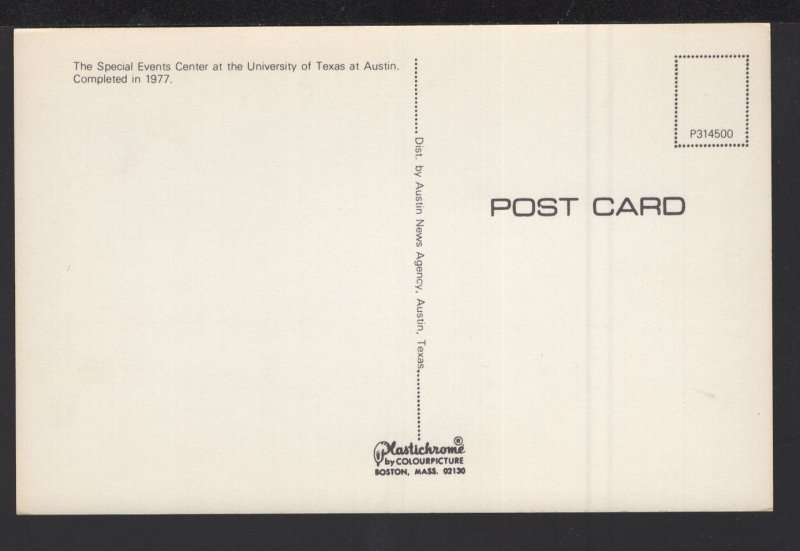 The Special Events Center at the University of Texas at Austin.
Completed in 1977.
P314500
Dist. by Austin News Agency, Austin, Texas
POST CARD
Plastichrome®
by COLOURPICTURE
BOSTON, MASS. 02130